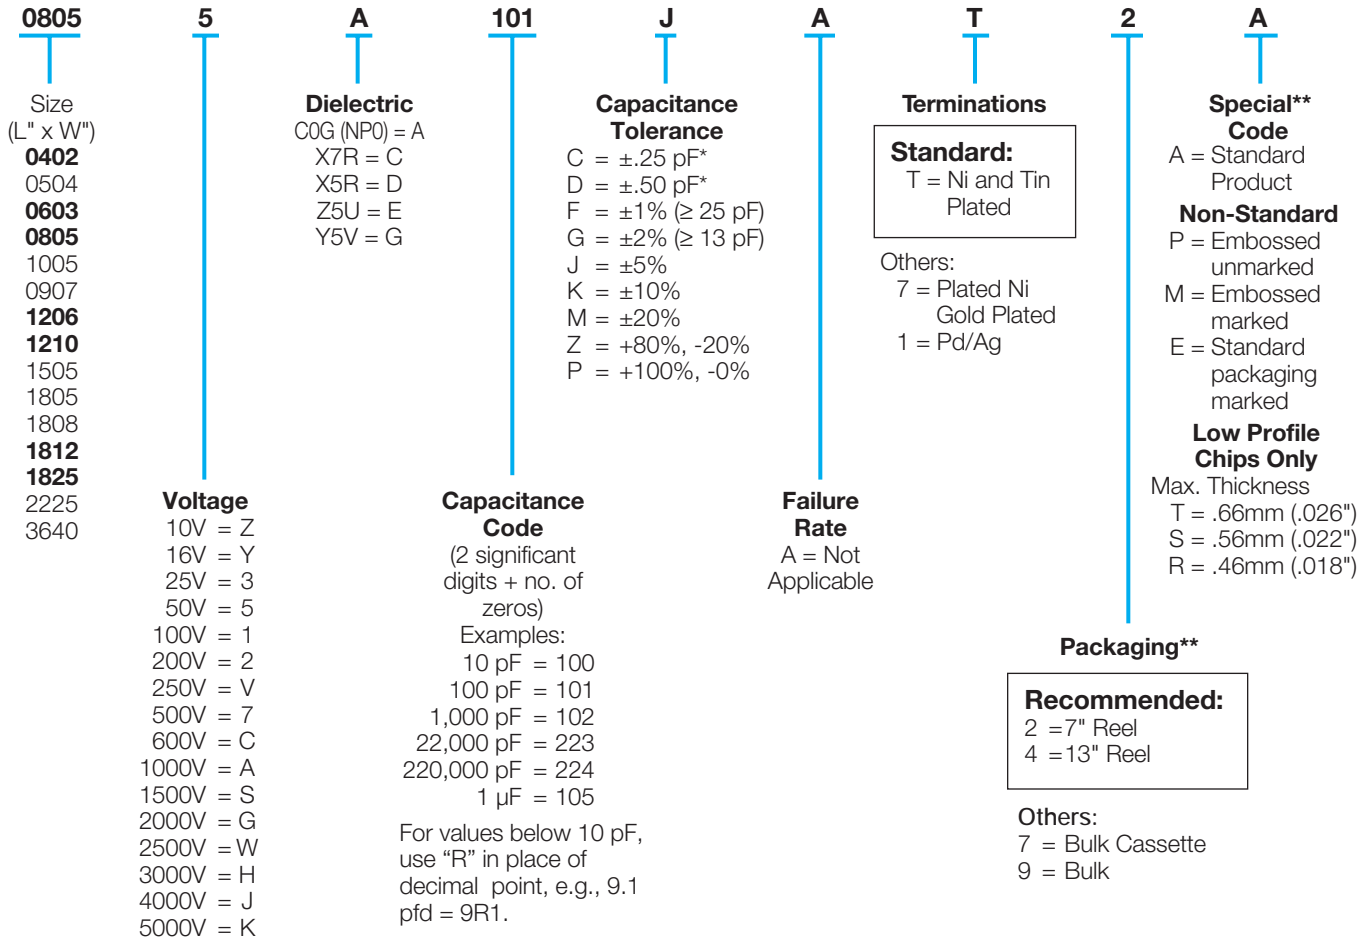 0805 5 A 101 J A T 2 A
Size
(L" x W")
0402
0504
0603
0805
1005
0907
1206
1210
1505
1805
1808
1812
1825
2225
3640
Voltage
10V = Z
16V = Y
25V = 3
50V = 5
100V = 1
200V = 2
250V = V
500V = 7
600V = C
1000V = A
1500V = S
2000V = G
2500V = W
3000V = H
4000V = J
5000V = K
Dielectric
C0G (NP0) = A
X7R = C
X5R = D
Z5U = E
Y5V = G
Capacitance
Code
(2 significant
digits + no. of
zeros)
Examples:
10 pF = 100
100 pF = 101
1,000 pF = 102
22,000 pF = 223
220,000 pF = 224
1 µF = 105
For values below 10 pF,
use “R” in place of
decimal point, e.g., 9.1
pfd = 9R1.
Capacitance
Tolerance
C = ±.25 pF*
D = ±.50 pF*
F = ±1% (≥ 25 pF)
G = ±2% (≥ 13 pF)
J = ±5%
K = ±10%
M = ±20%
Z = +80%, -20%
P = +100%, -0%
Failure
Rate
A = Not
Applicable
Terminations
Standard:
T = Ni and Tin
Plated
Others:
7 = Plated Ni
Gold Plated
1 = Pd/Ag
Packaging**
Recommended:
2 =7" Reel
4 =13" Reel
Others:
7 = Bulk Cassette
9 = Bulk
Special**
Code
A = Standard
Product
Non-Standard
P = Embossed
unmarked
M = Embossed
marked
E = Standard
packaging
marked
Low Profile
Chips Only
Max. Thickness
T = .66mm (.026")
S = .56mm (.022")
R = .46mm (.018")